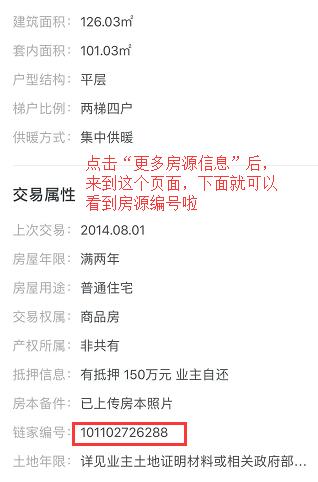 建筑面积: 126.03㎡
套内面积: 101.03㎡
户型结构: 平层
梯户比例: 两梯四户
供暖方式: 集中供暖
点击“更多房源信息”后，
来到这个页面，下面就可以
看到房源编号啦
交易属性
上次交易: 2014.08.01
房屋年限: 满两年
房屋用途: 普通住宅
交易权属: 商品房
产权所属: 非共有
抵押信息: 有抵押 150万元 业主自还
房本备件: 已上传房本照片
链家编号: 101102726288
土地年限: 详见业主土地证明材料或相关政府部...